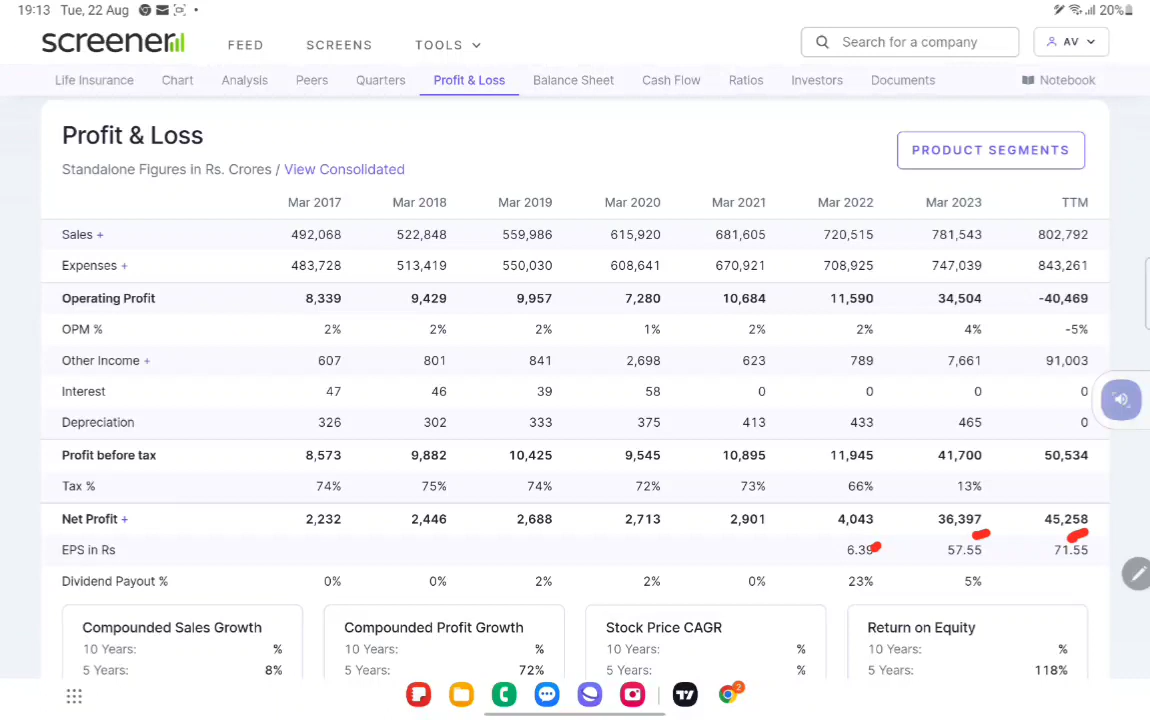 19:13 Tue, 22 Aug 20%
screener FEED SCREENS TOOLS Search for a company AV
Life Insurance Chart Analysis Peers Quarters Profit & Loss Balance Sheet Cash Flow Ratios Investors Documents Notebook
Profit & Loss
PRODUCT SEGMENTS
Standalone Figures in Rs. Crores / View Consolidated
Mar 2017 Mar 2018 Mar 2019 Mar 2020 Mar 2021 Mar 2022 Mar 2023 TTM
Sales + 492,068 522,848 559,986 615,920 681,605 720,515 781,543 802,792
Expenses + 483,728 513,419 550,030 608,641 670,921 708,925 747,039 843,261
Operating Profit 8,339 9,429 9,957 7,280 10,684 11,590 34,504 -40,469
OPM % 2% 2% 2% 1% 2% 2% 4% -5%
Other Income + 607 801 841 2,698 623 789 7,661 91,003
Interest 47 46 39 58 0 0 0 0
Depreciation 326 302 333 375 413 433 465 0
Profit before tax 8,573 9,882 10,425 9,545 10,895 11,945 41,700 50,534
Tax % 74% 75% 74% 72% 73% 66% 13%
Net Profit + 2,232 2,446 2,688 2,713 2,901 4,043 36,397 45,258
EPS in Rs 6.39 57.55 71.55
Dividend Payout % 0% 0% 2% 2% 0% 23% 5%
Compounded Sales Growth Compounded Profit Growth Stock Price CAGR Return on Equity
10 Years: % 10 Years: % 10 Years: % 10 Years: %
5 Years: 8% 5 Years: 72% 5 Years: % 5 Years: 118%
2